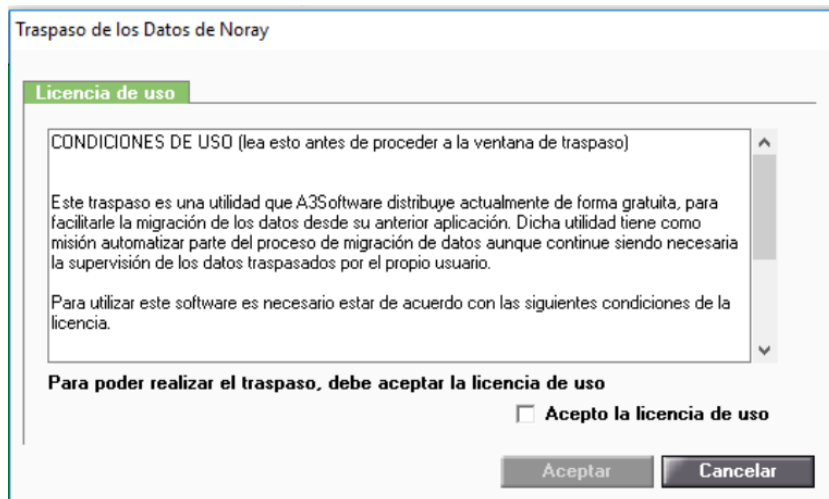 Traspaso de los Datos de Noray
Licencia de uso
CONDICIONES DE USO (lea esto antes de proceder a la ventana de traspaso)
Este traspaso es una utilidad que A3Software distribuye actualmente de forma gratuita, para
facilitarle la migración de los datos desde su anterior aplicación. Dicha utilidad tiene como
misión automatizar parte del proceso de migración de datos aunque continue siendo necesaria
la supervisión de los datos traspasados por el propio usuario.
Para utilizar este software es necesario estar de acuerdo con las siguientes condiciones de la
licencia.
Para poder realizar el traspaso, debe aceptar la licencia de uso
Acepto la licencia de uso
Aceptar
Cancelar